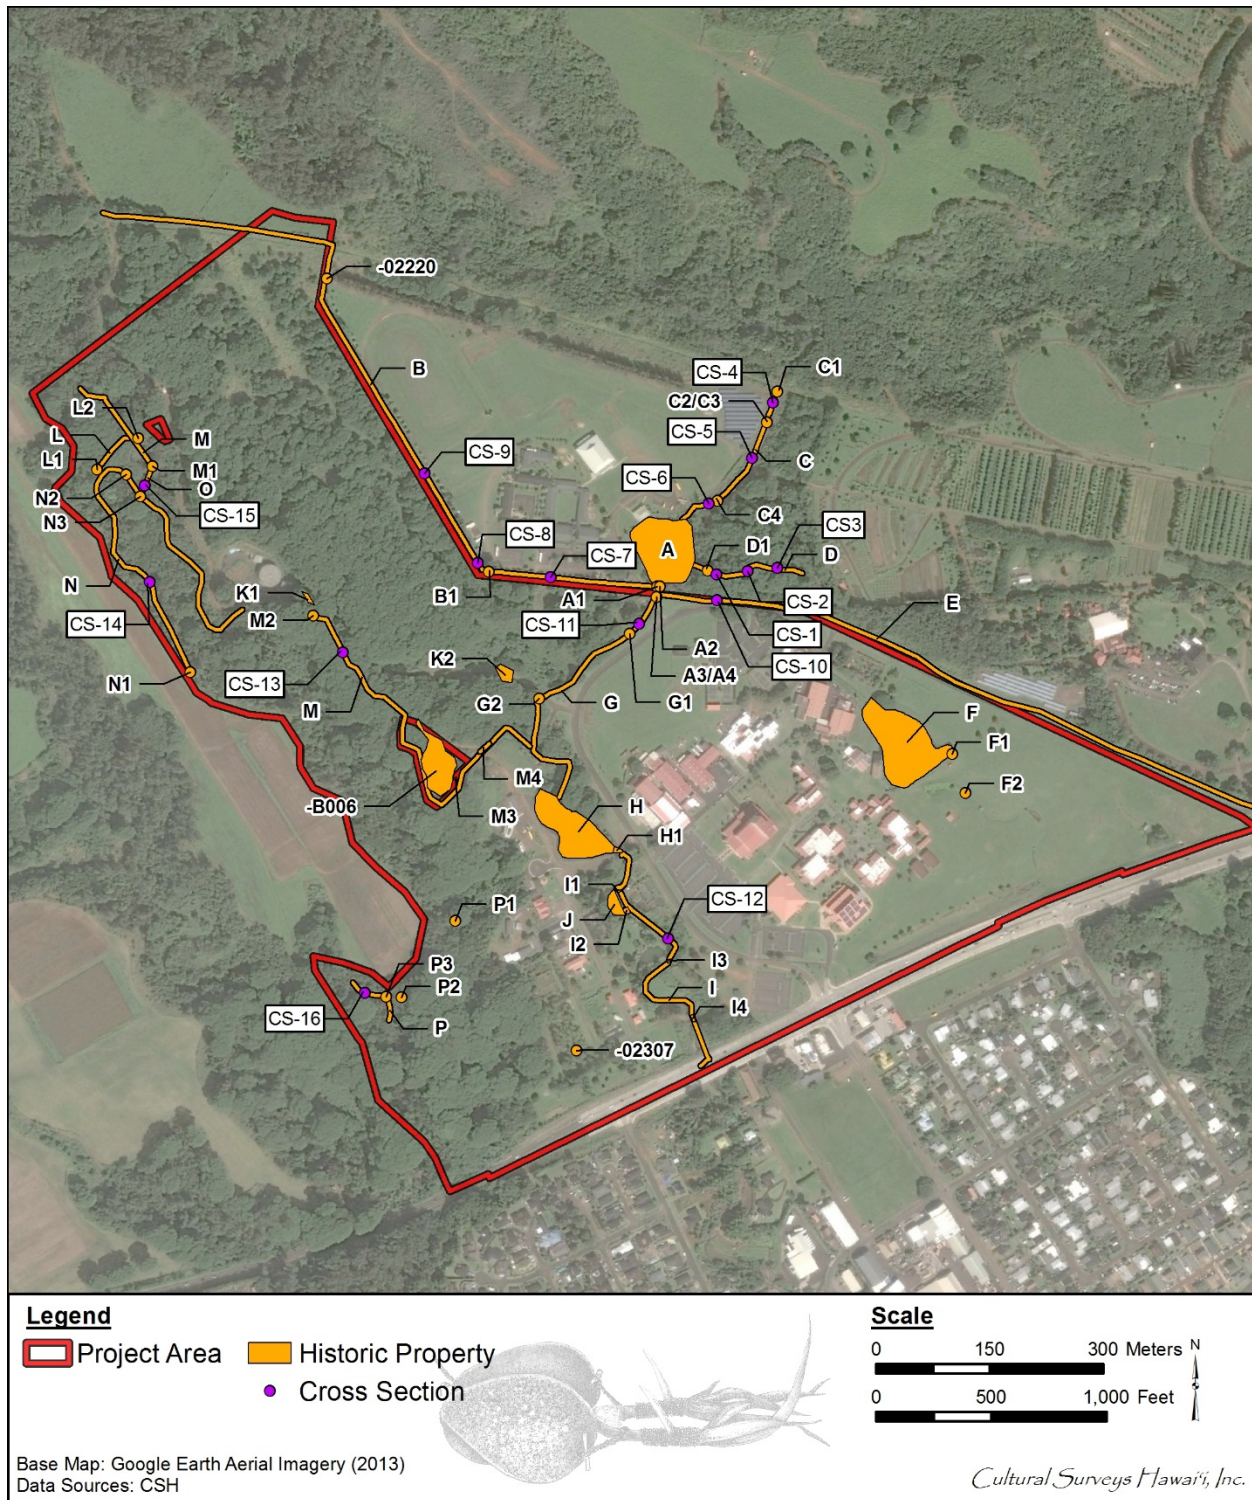 -02220
B
CS-4
C1
C2/C3
CS-5
C
L2
L
M
L1
M1
CS-9
O
N2
CS-6
N3
CS-15
C4
CS-8
D1
CS3
A
CS-7
D
N
K1
B1
A1
CS-2
E
CS-14
M2
CS-11
CS-1
A2
CS-10
CS-13
K2
A3/A4
N1
G2
G
G1
M
F
F1
M4
F2
-B006
M3
H
H1
I1
CS-12
P1
J
I2
P3
I3
P2
I
CS-16
P
I4
-02307
Legend
Project Area
Historic Property
Cross Section
Scale
0 150 300 Meters
N
0 500 1,000 Feet
Base Map: Google Earth Aerial Imagery (2013)
Data Sources: CSH
Cultural Surveys Hawaiʻi, Inc.